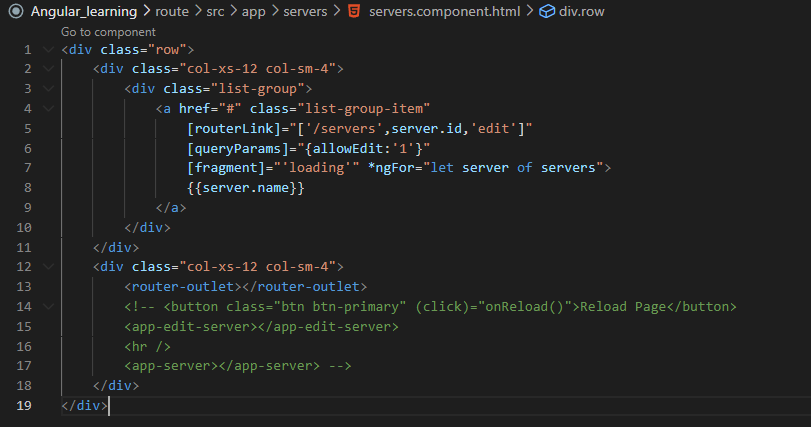 Angular_learning > route > src > app > servers > servers.component.html > div.row
Go to component
1 <div class="row">
2 <div class="col-xs-12 col-sm-4">
3 <div class="list-group">
4 <a href="#" class="list-group-item"
5 [routerLink]="['/servers',server.id,'edit']"
6 [queryParams]="{allowEdit:'1'}"
7 [fragment]="'loading'" *ngFor="let server of servers">
8 {{server.name}}
9 </a>
10 </div>
11 </div>
12 <div class="col-xs-12 col-sm-4">
13 <router-outlet></router-outlet>
14 <!-- <button class="btn btn-primary" (click)="onReload()">Reload Page</button>
15 <app-edit-server></app-edit-server>
16 <hr />
17 <app-server></app-server> -->
18 </div>
19 </div>